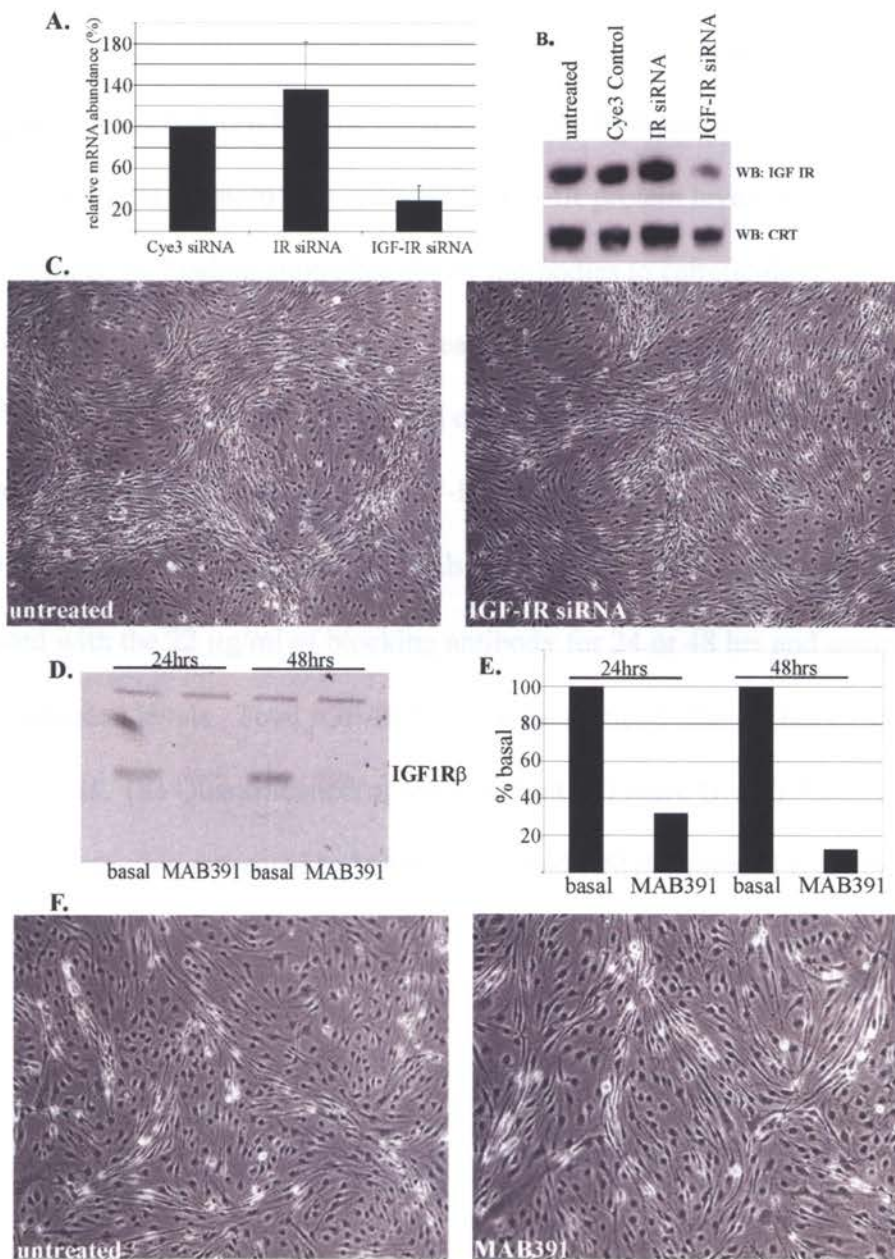 A.
relative mRNA abundance (%)
180
140
100
60
20
Cye3 siRNA IR siRNA IGF-IR siRNA
B.
untreated
Cye3 Control
IR siRNA
IGF-IR siRNA
WB: IGF IR
WB: CRT
C.
untreated
IGF-IR siRNA
D.
24hrs 48hrs
IGF1Rβ
basal MAB391 basal MAB391
E.
24hrs 48hrs
% basal
100
80
60
40
20
basal MAB391 basal MAB391
F.
untreated
MAB391